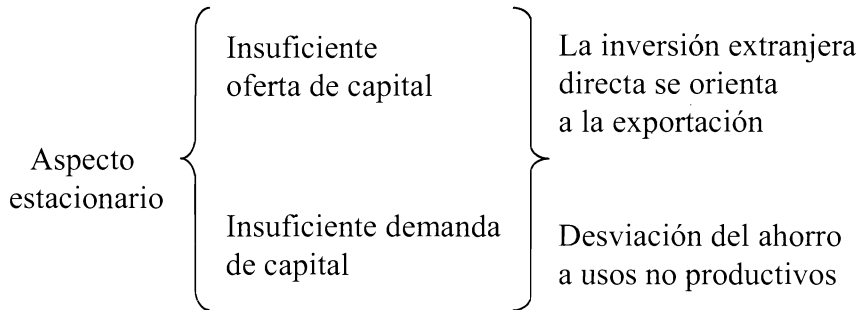 Aspecto
estacionario
Insuficiente
oferta de capital
Insuficiente demanda
de capital
La inversión extranjera
directa se orienta
a la exportación
Desviación del ahorro
a usos no productivos